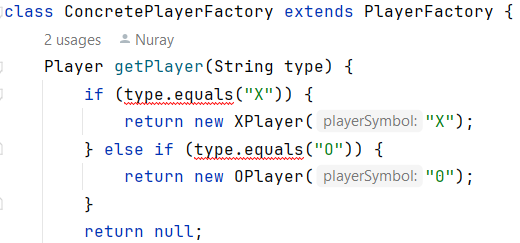 class ConcretePlayerFactory extends PlayerFactory {
2 usages Nuray
Player getPlayer(String type) {
if (type.equals("X")) {
return new XPlayer( playerSymbol: "X");
} else if (type.equals("O")) {
return new OPlayer( playerSymbol: "0");
}
return null;